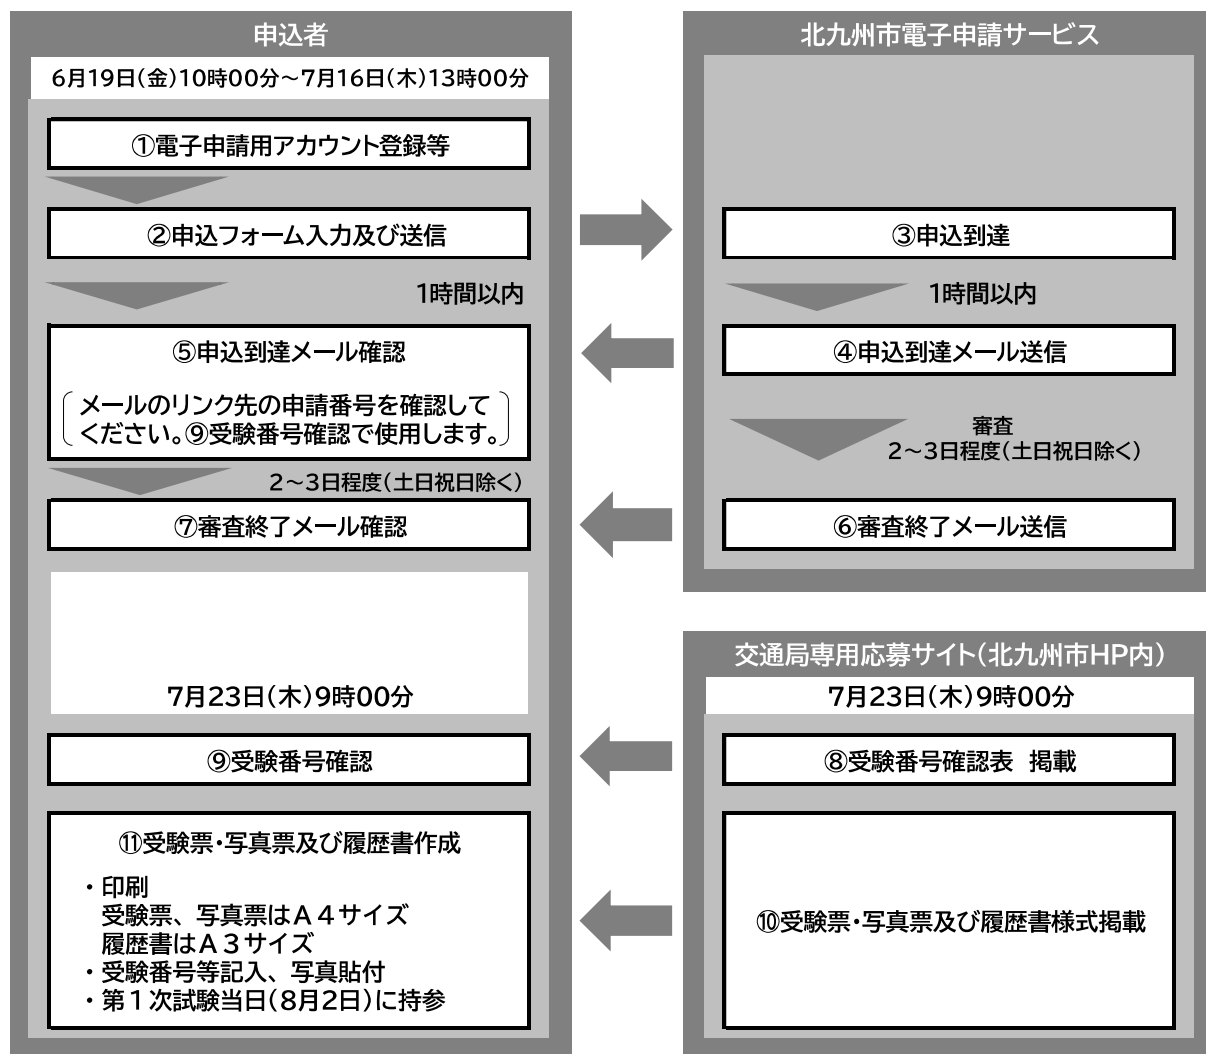 申込者
6月19日(金)10時00分～7月16日(木)13時00分
①電子申請用アカウント登録等
②申込フォーム入力及び送信
1時間以内
⑤申込到達メール確認
メールのリンク先の申請番号を確認して
ください。⑨受験番号確認で使用します。
2～3日程度(土日祝日除く)
⑦審査終了メール確認
7月23日(木)9時00分
⑨受験番号確認
⑪受験票・写真票及び履歴書作成
・印刷
受験票、写真票はＡ４サイズ
履歴書はＡ３サイズ
・受験番号等記入、写真貼付
・第１次試験当日(8月2日)に持参
北九州市電子申請サービス
③申込到達
1時間以内
④申込到達メール送信
審査
2～3日程度(土日祝日除く)
⑥審査終了メール送信
交通局専用応募サイト(北九州市HP内)
7月23日(木)9時00分
⑧受験番号確認表　掲載
⑩受験票・写真票及び履歴書様式掲載